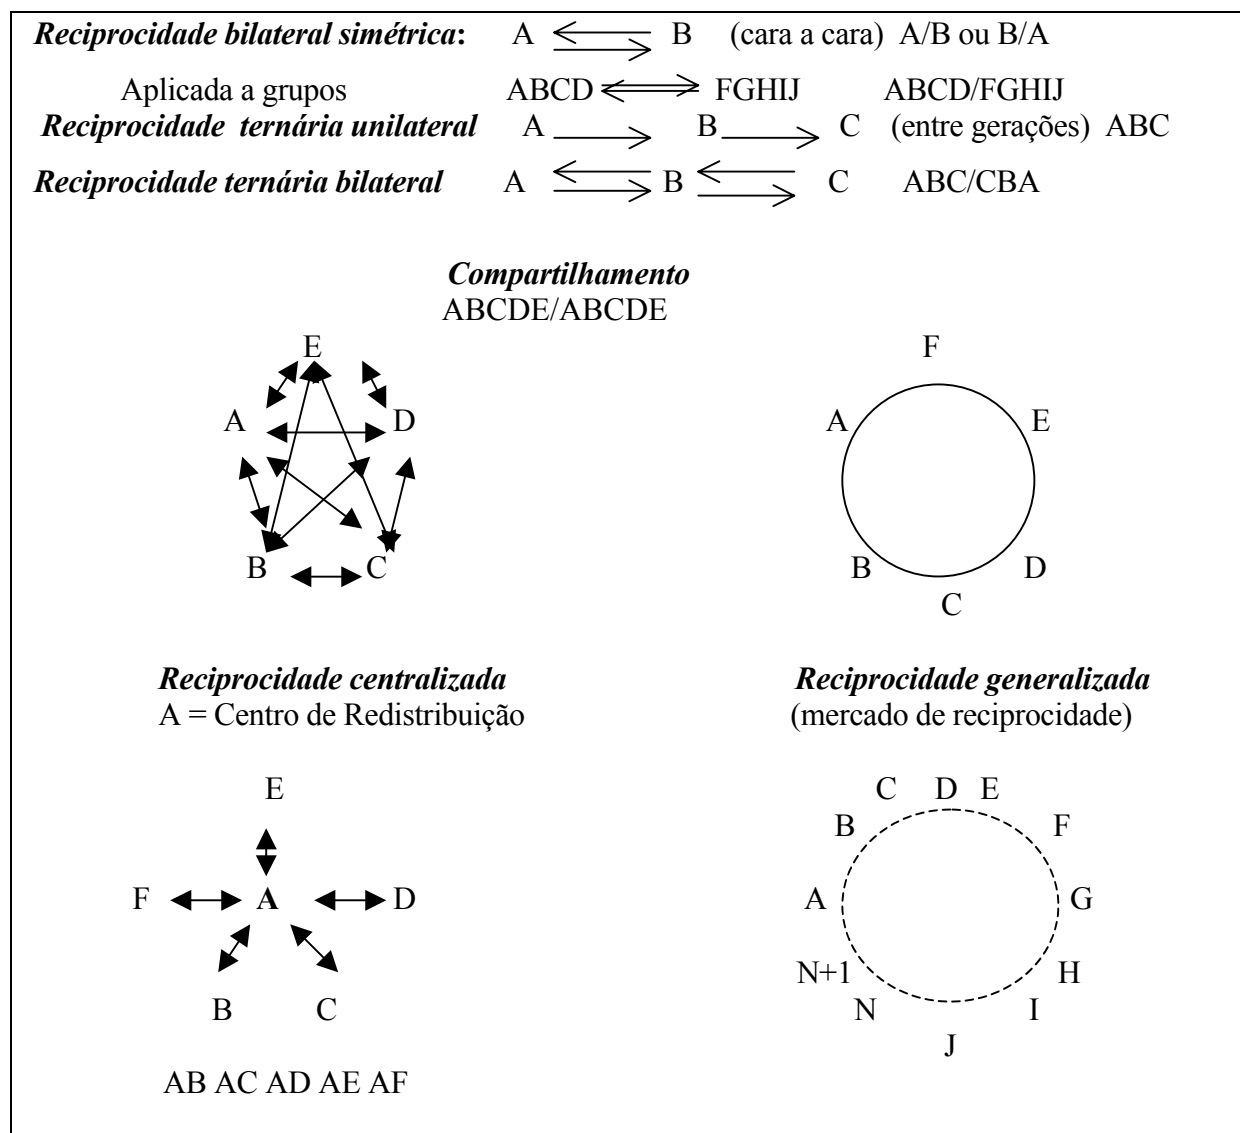 Reciprocidade bilateral simétrica: A B (cara a cara) A/B ou B/A
Aplicada a grupos ABCD FGHIJ ABCD/FGHIJ
Reciprocidade ternária unilateral A B C (entre gerações) ABC
Reciprocidade ternária bilateral A B C ABC/CBA
Compartilhamento
ABCDE/ABCDE
E
A D
B C
F
A E
B D
C
Reciprocidade centralizada
A = Centro de Redistribuição
Reciprocidade generalizada
(mercado de reciprocidade)
E
F A D
B C
AB AC AD AE AF
C D E
B F
A G
N+1 H
N I
J